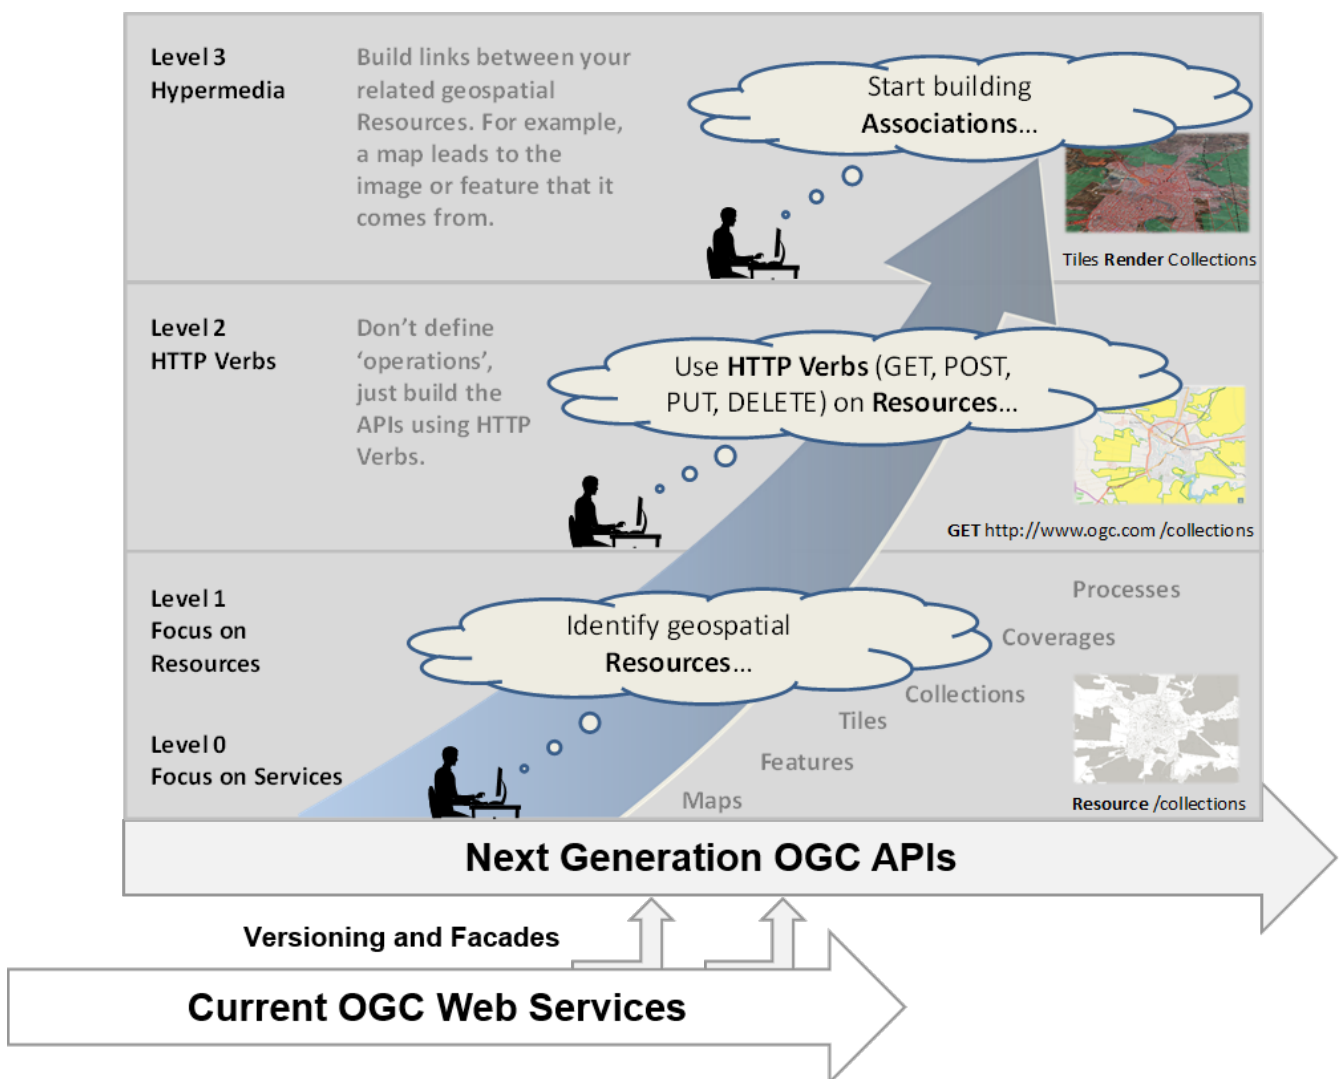 Level 3
Hypermedia
Build links between your
related geospatial
Resources. For example,
a map leads to the
image or feature that it
comes from.
Start building
Associations...
Tiles Render Collections
Level 2
HTTP Verbs
Don't define
'operations',
just build the
APIs using HTTP
Verbs.
Use HTTP Verbs (GET, POST,
PUT, DELETE) on Resources...
GET http://www.ogc.com /collections
Level 1
Focus on
Resources
Identify geospatial
Resources...
Processes
Coverages
Collections
Tiles
Features
Maps
Level 0
Focus on Services
Resource /collections
Next Generation OGC APIs
Versioning and Facades
Current OGC Web Services